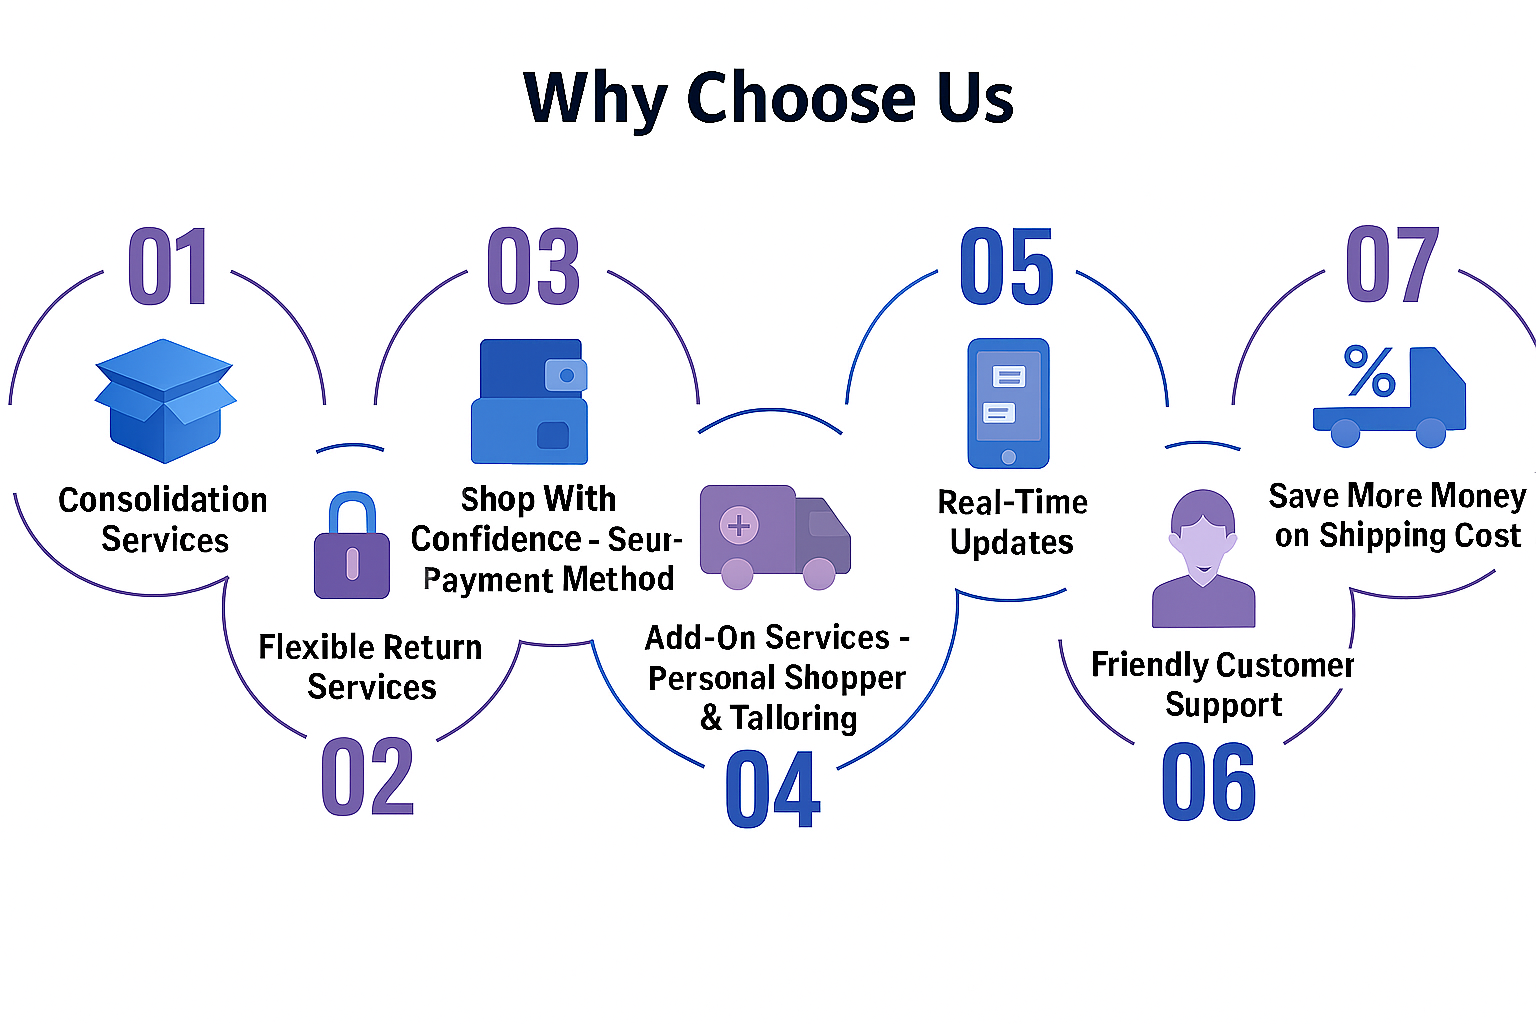 Why Choose Us
01
Consolidation
Services
02
Flexible Return
Services
03
Shop With
Confidence - Seur-
Payment Method
04
Add-On Services -
Personal Shopper
& Talloring
05
Real-Time
Updates
06
Friendly Customer
Support
07
%
Save More Money
on Shipping Cost